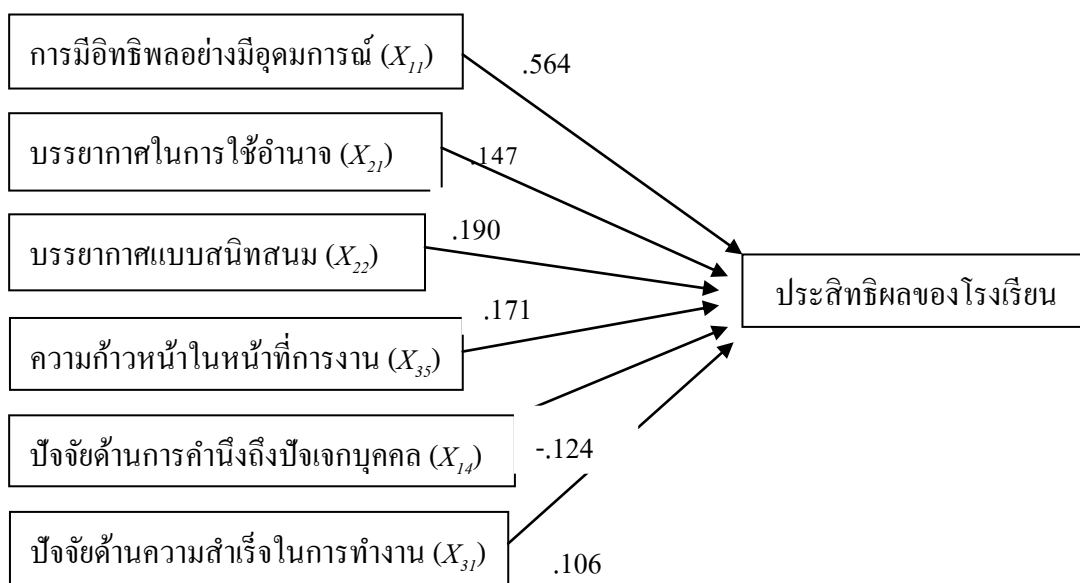 การมีอิทธิพลอย่างมีอุดมการณ์ (X11)
.564
บรรยากาศในการใช้อำนาจ (X21)
.147
บรรยากาศแบบสนิทสนม (X22)
.190
ประสิทธิผลของโรงเรียน
ความก้าวหน้าในหน้าที่การงาน (X35)
.171
ปัจจัยด้านการคำนึงถึงปัจเจกบุคคล (X14)
-.124
ปัจจัยด้านความสำเร็จในการทำงาน (X31)
.106